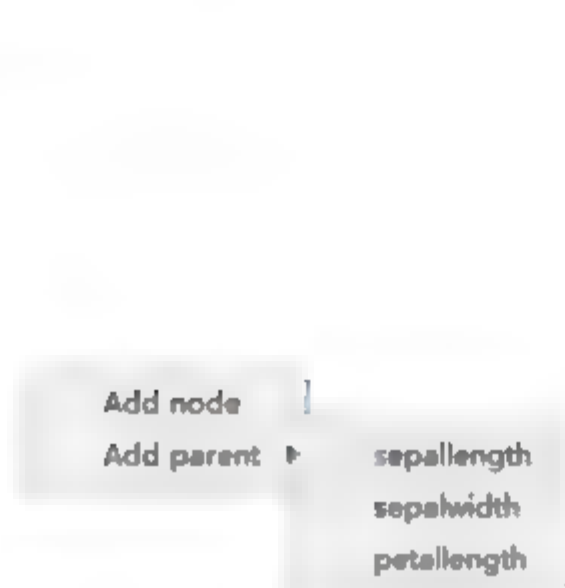 Add node
Add parent
sepallength
sepalwidth
petallength